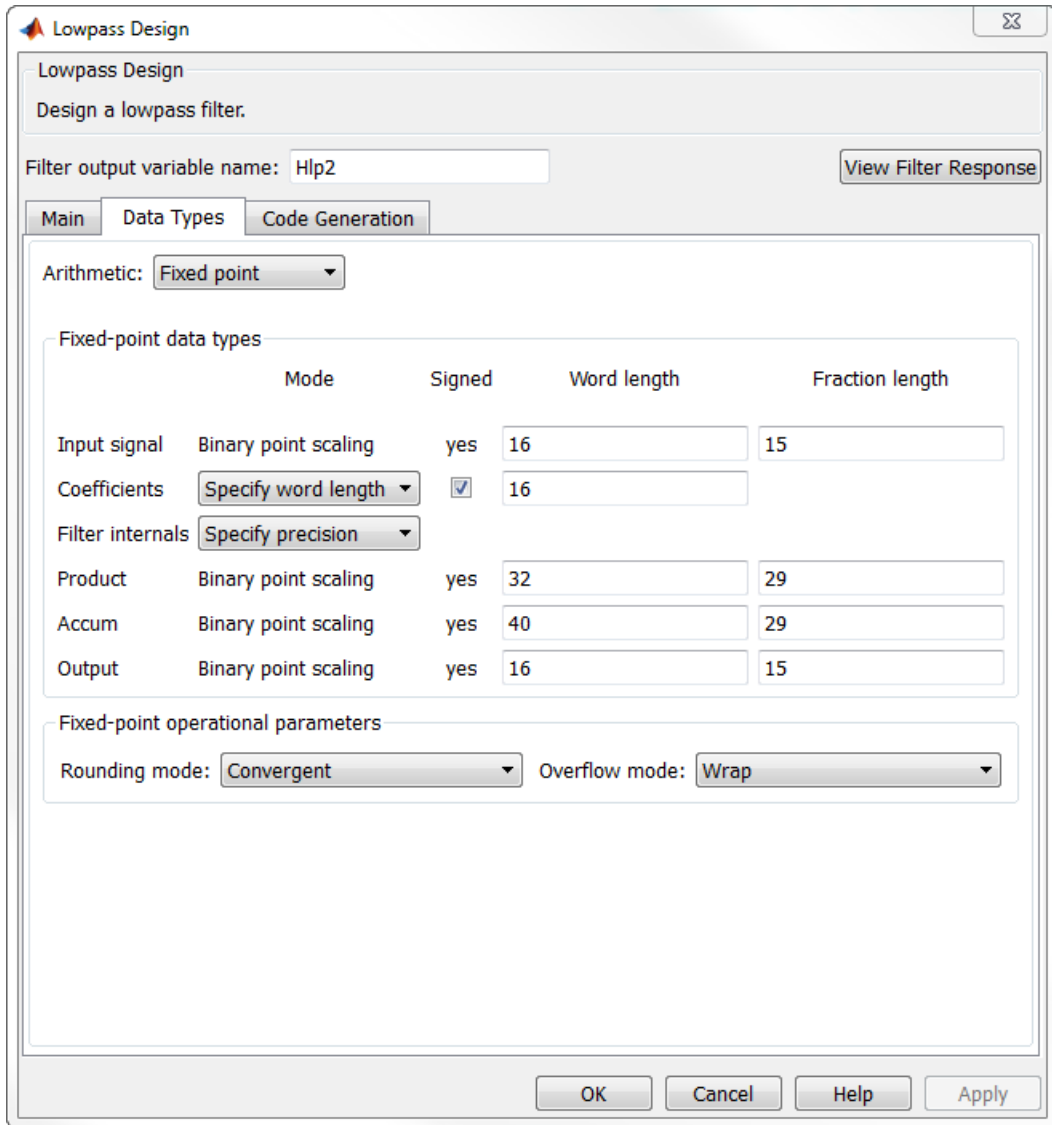 Lowpass Design
Lowpass Design
Design a lowpass filter.
Filter output variable name: Hlp2 View Filter Response
Main Data Types Code Generation
Arithmetic: Fixed point
Fixed-point data types
Mode Signed Word length Fraction length
Input signal Binary point scaling yes 16 15
Coefficients Specify word length 16
Filter internals Specify precision
Product Binary point scaling yes 32 29
Accum Binary point scaling yes 40 29
Output Binary point scaling yes 16 15
Fixed-point operational parameters
Rounding mode: Convergent Overflow mode: Wrap
OK Cancel Help Apply